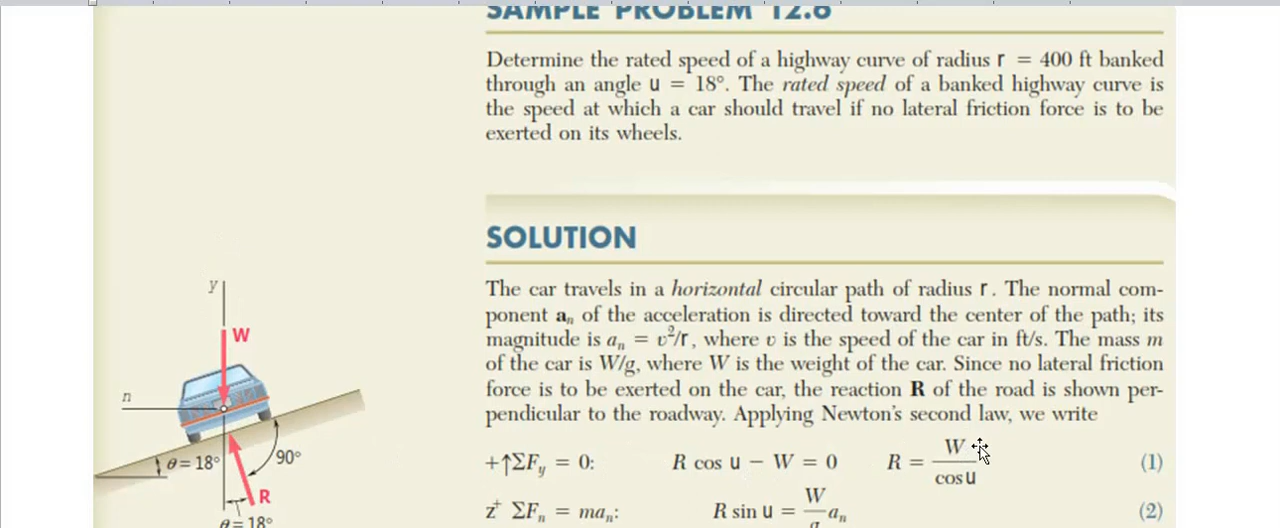 SAMPLE PROBLEM 12.6
Determine the rated speed of a highway curve of radius r = 400 ft banked
through an angle u = 18°. The rated speed of a banked highway curve is
the speed at which a car should travel if no lateral friction force is to be
exerted on its wheels.
SOLUTION
The car travels in a horizontal circular path of radius r. The normal com-
ponent aₙ of the acceleration is directed toward the center of the path; its
magnitude is aₙ = v²/r, where v is the speed of the car in ft/s. The mass m
of the car is W/g, where W is the weight of the car. Since no lateral friction
force is to be exerted on the car, the reaction R of the road is shown per-
pendicular to the roadway. Applying Newton's second law, we write
+↑ΣF_y = 0: R cos u − W = 0 R = W/cos u (1)
z⁺ ΣFₙ = maₙ: R sin u = W/g aₙ (2)
y
W
n
θ = 18°
90°
R
θ = 18°